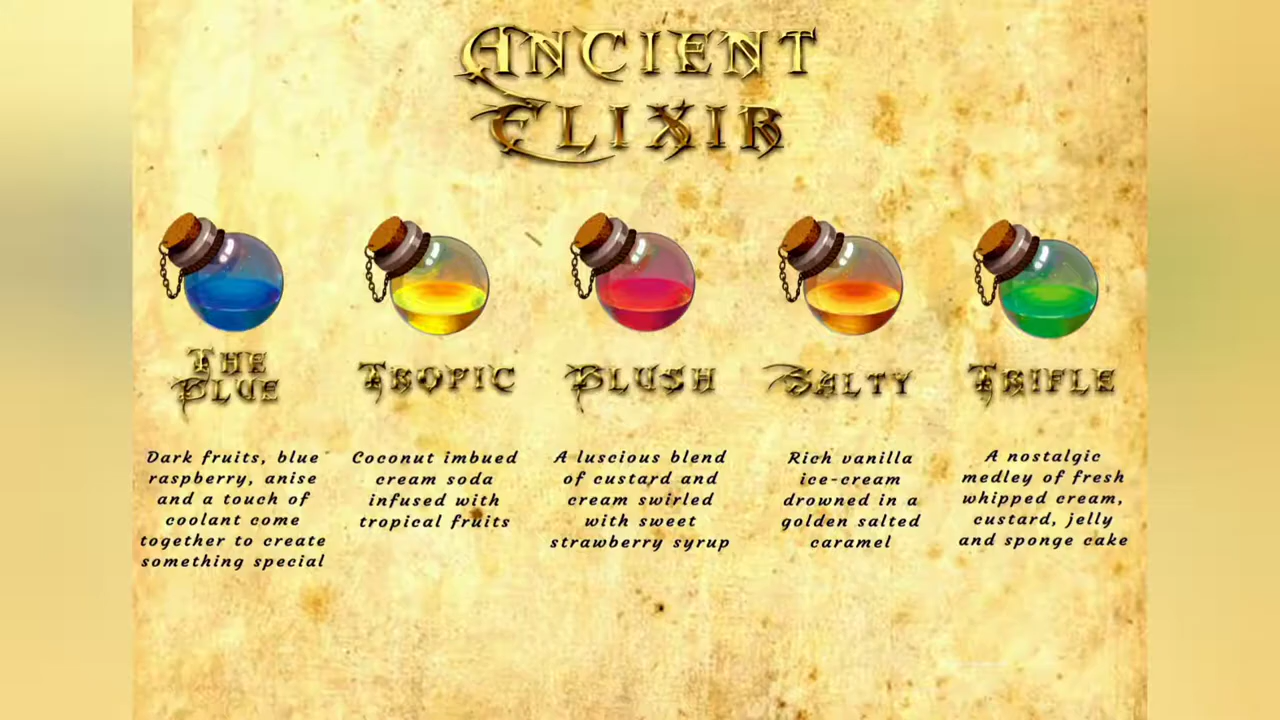 Ancient
Elixir
The
Blue
Dark fruits, blue
raspberry, anise
and a touch of
coolant come
together to create
something special
Tropic
Coconut imbued
cream soda
infused with
tropical fruits
Blush
A luscious blend
of custard and
cream swirled
with sweet
strawberry syrup
Salty
Rich vanilla
ice-cream
drowned in a
golden salted
caramel
Trifle
A nostalgic
medley of fresh
whipped cream,
custard, jelly
and sponge cake